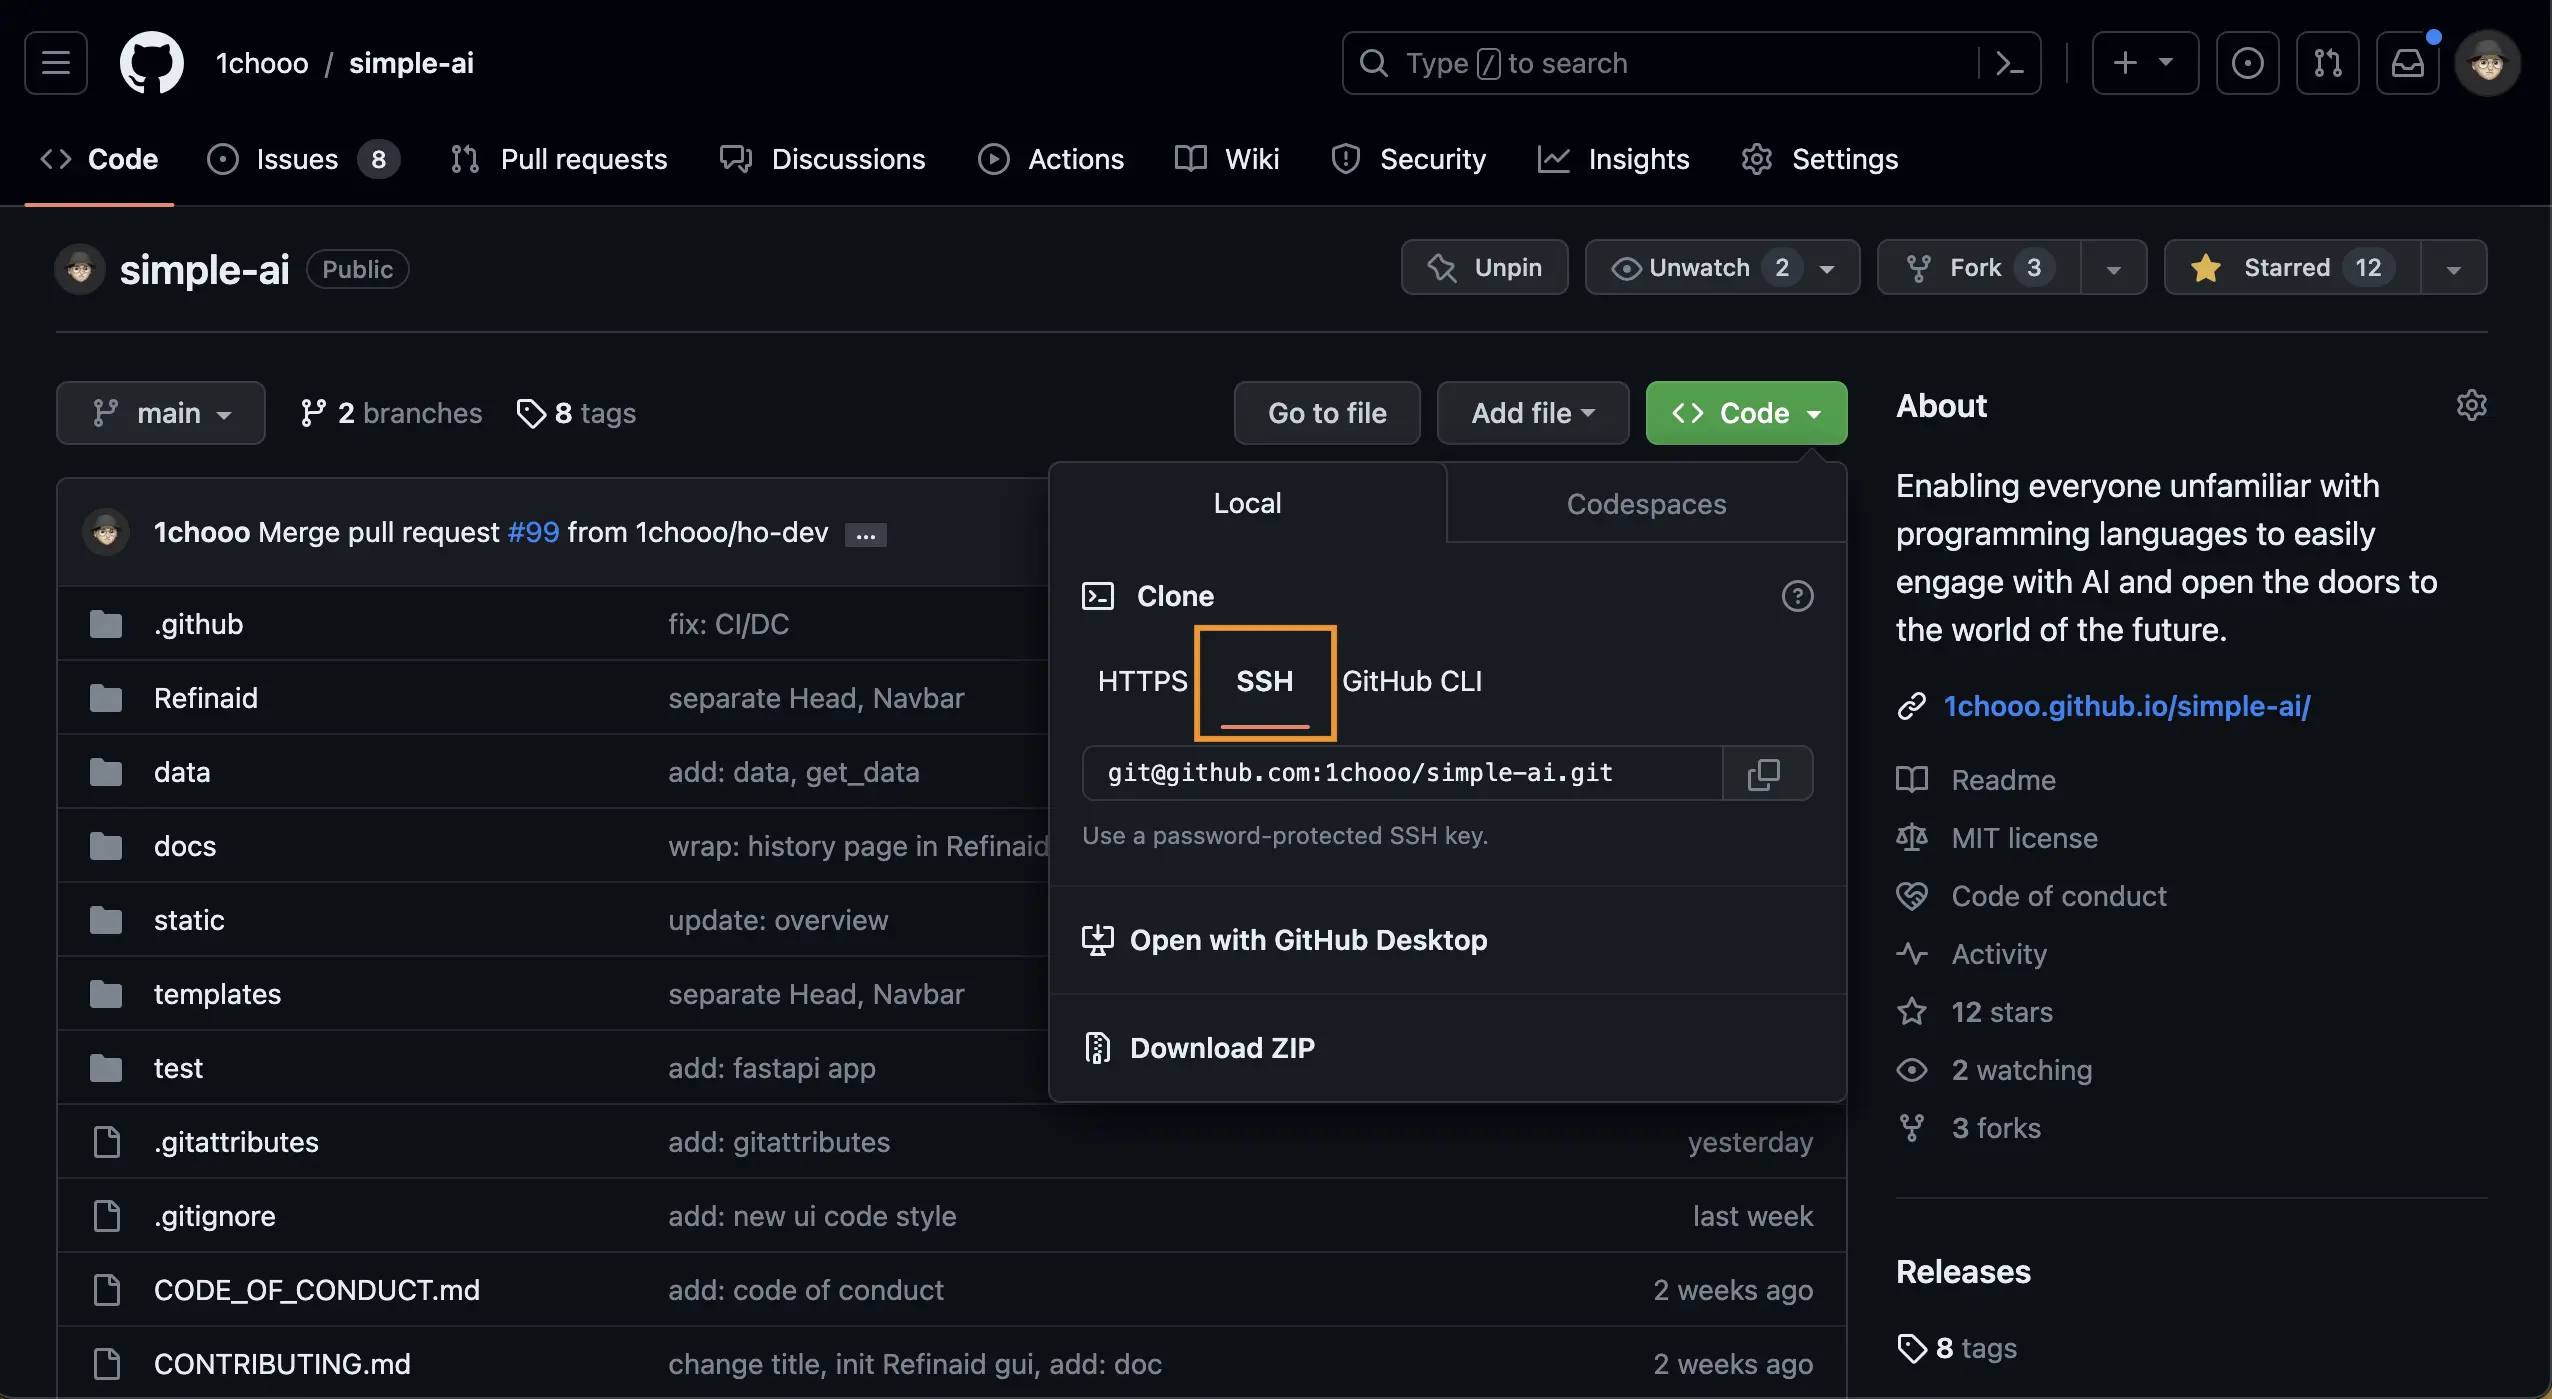 1chooo / simple-ai
Type / to search
Code
Issues 8
Pull requests
Discussions
Actions
Wiki
Security
Insights
Settings
simple-ai Public
Unpin
Unwatch 2
Fork 3
Starred 12
main
2 branches
8 tags
Go to file
Add file
Code
1chooo Merge pull request #99 from 1chooo/ho-dev ...
.github fix: CI/DC
Refinaid separate Head, Navbar
data add: data, get_data
docs wrap: history page in Refinaid
static update: overview
templates separate Head, Navbar
test add: fastapi app
.gitattributes add: gitattributes yesterday
.gitignore add: new ui code style last week
CODE_OF_CONDUCT.md add: code of conduct 2 weeks ago
CONTRIBUTING.md change title, init Refinaid gui, add: doc 2 weeks ago
Local
Codespaces
Clone
HTTPS SSH GitHub CLI
git@github.com:1chooo/simple-ai.git
Use a password-protected SSH key.
Open with GitHub Desktop
Download ZIP
About
Enabling everyone unfamiliar with
programming languages to easily
engage with AI and open the doors to
the world of the future.
1chooo.github.io/simple-ai/
Readme
MIT license
Code of conduct
Activity
12 stars
2 watching
3 forks
Releases
8 tags